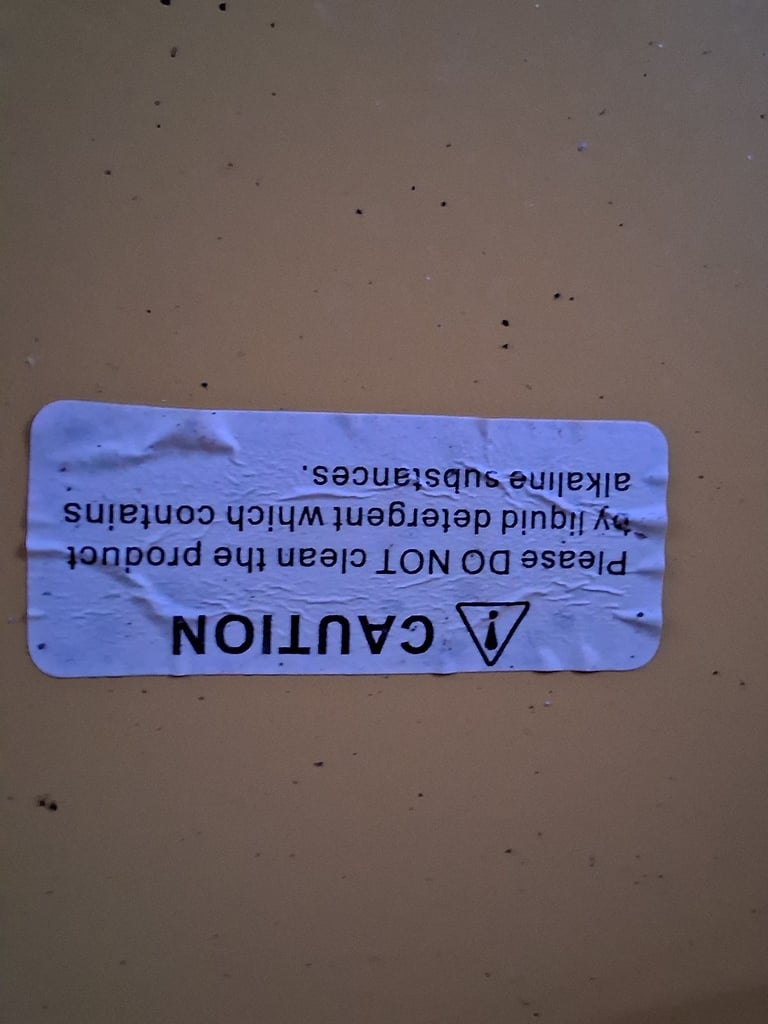 CAUTION
Please DO NOT clean the product
by liquid detergent which contains
alkaline substances.